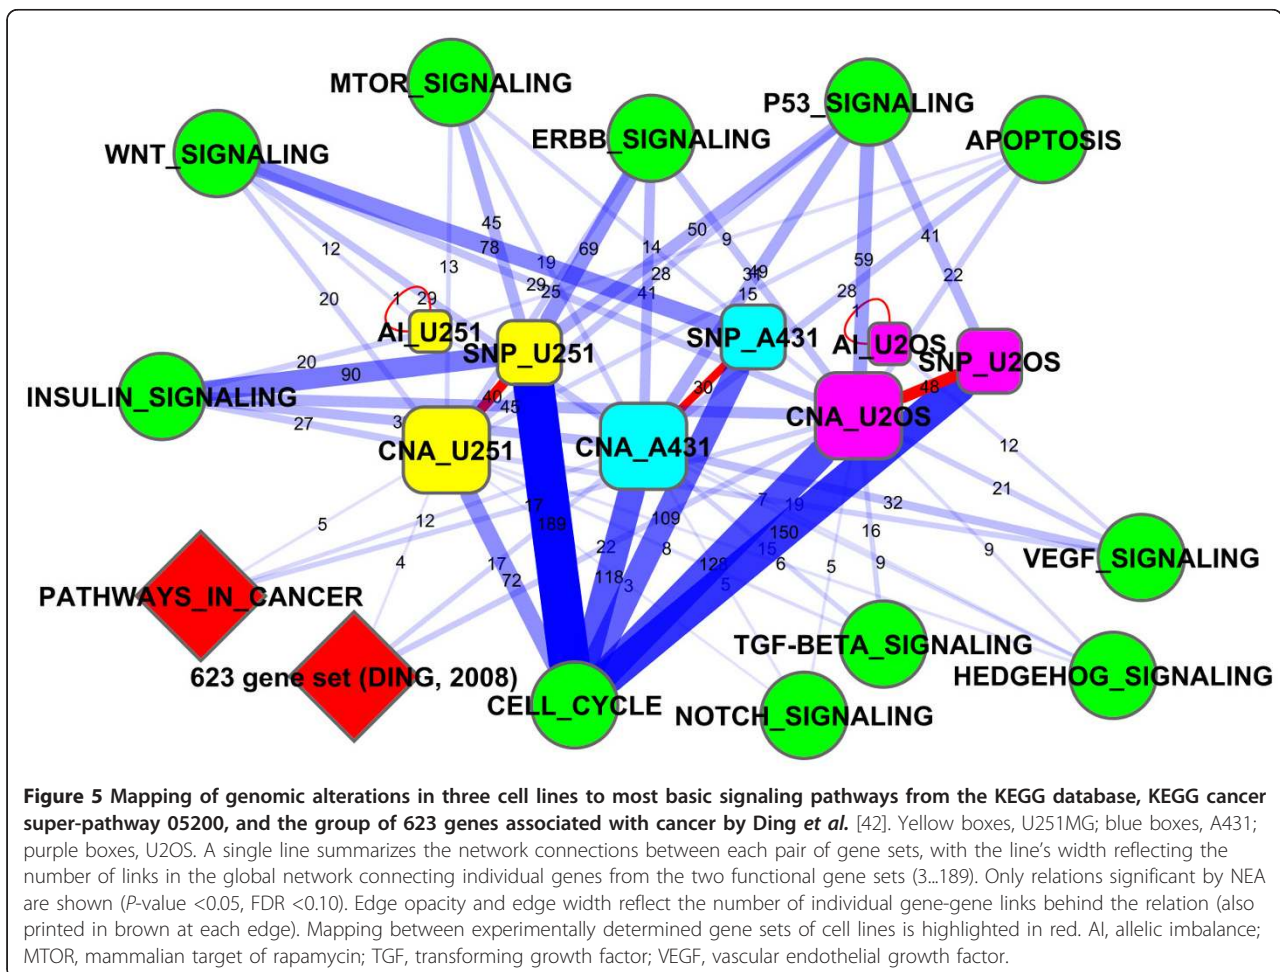 MTOR_SIGNALING
P53_SIGNALING
WNT_SIGNALING
ERBB_SIGNALING
APOPTOSIS
45
50
9
41
12
78
69
14
13
19
59
28
49
22
29
25
41
15
28
20
1
29
1
AI_U251
SNP_U251
SNP_A431
AI_U2OS
SNP_U2OS
20
90
INSULIN_SIGNALING
40
45
30
48
27
3
CNA_U251
CNA_A431
CNA_U2OS
12
21
5
12
17
189
109
7
19
32
150
16
9
VEGF_SIGNALING
4
17
72
22
118
3
8
128
5
15
6
5
9
PATHWAYS_IN_CANCER
623 gene set (DING, 2008)
CELL_CYCLE
TGF-BETA_SIGNALING
HEDGEHOG_SIGNALING
NOTCH_SIGNALING
Figure 5 Mapping of genomic alterations in three cell lines to most basic signaling pathways from the KEGG database, KEGG cancer
super-pathway 05200, and the group of 623 genes associated with cancer by Ding et al. [42]. Yellow boxes, U251MG; blue boxes, A431;
purple boxes, U2OS. A single line summarizes the network connections between each pair of gene sets, with the line's width reflecting the
number of links in the global network connecting individual genes from the two functional gene sets (3...189). Only relations significant by NEA
are shown (P-value <0.05, FDR <0.10). Edge opacity and edge width reflect the number of individual gene-gene links behind the relation (also
printed in brown at each edge). Mapping between experimentally determined gene sets of cell lines is highlighted in red. AI, allelic imbalance;
MTOR, mammalian target of rapamycin; TGF, transforming growth factor; VEGF, vascular endothelial growth factor.